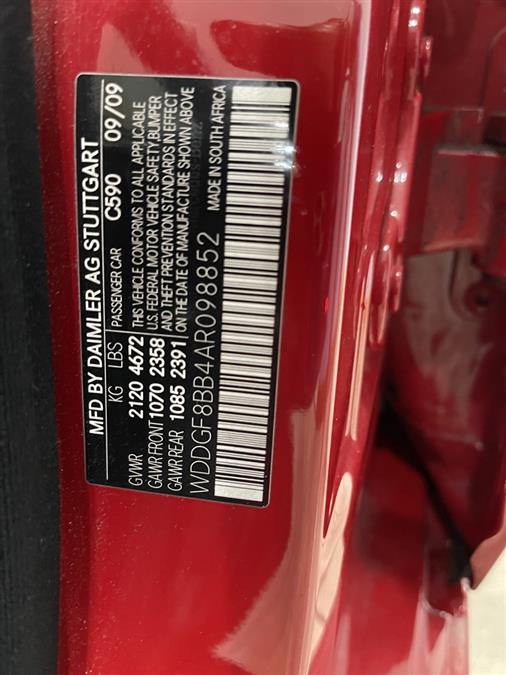 MFD BY DAIMLER AG STUTTGART
PASSENGER CAR C590 09/09
KG LBS
GVWR 2120 4672
GAWR FRONT 1070 2358
GAWR REAR 1085 2391
THIS VEHICLE CONFORMS TO ALL APPLICABLE
U.S. FEDERAL MOTOR VEHICLE SAFETY, BUMPER
AND THEFT PREVENTION STANDARDS IN EFFECT
ON THE DATE OF MANUFACTURE SHOWN ABOVE
WDDGF8BB4AR098852
MADE IN SOUTH AFRICA